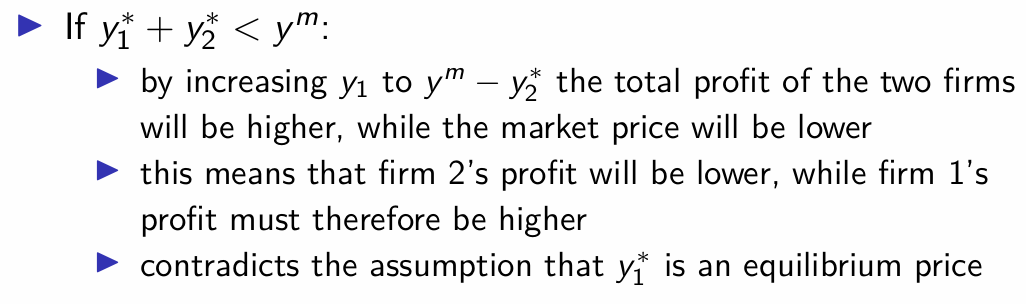 ▶ If $y_1^* + y_2^* < y^m$:
▶ by increasing $y_1$ to $y^m - y_2^*$ the total profit of the two firms
will be higher, while the market price will be lower
▶ this means that firm 2's profit will be lower, while firm 1's
profit must therefore be higher
▶ contradicts the assumption that $y_1^*$ is an equilibrium price